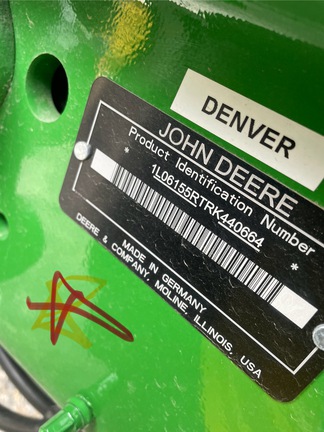 DENVER
JOHN DEERE
Product Identification Number
* 1L06155RTRK440664 *
MADE IN GERMANY
DEERE & COMPANY, MOLINE, ILLINOIS, USA